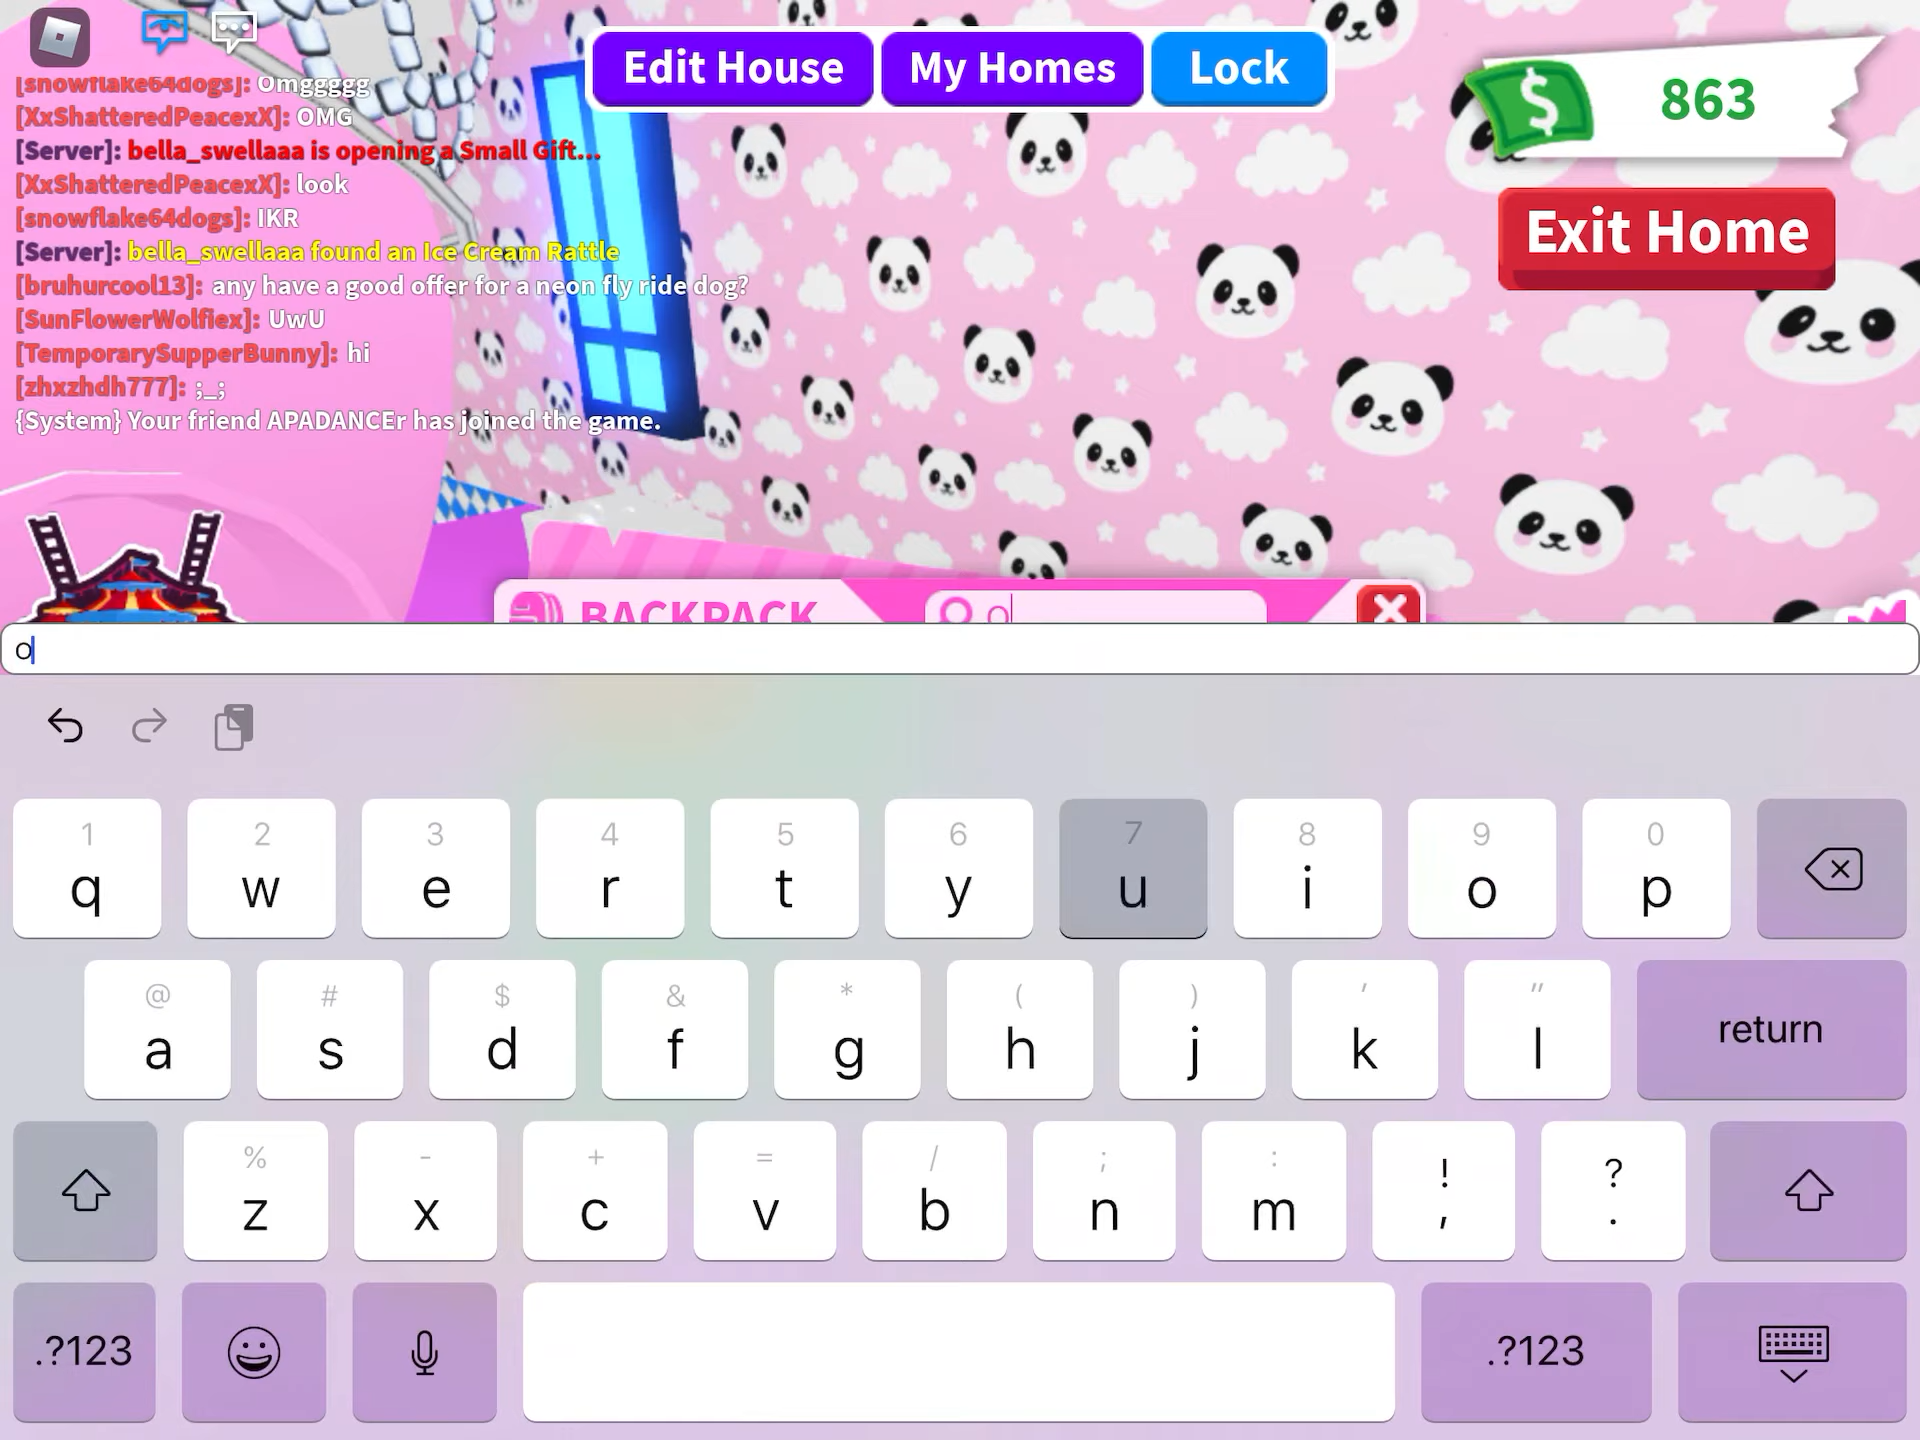 Edit House My Homes Lock
863
Exit Home
[snowflake64dogs]: Omggggg
[XxShatteredPeacexX]: OMG
[Server]: bella_swellaaa is opening a Small Gift...
[XxShatteredPeacexX]: look
[snowflake64dogs]: IKR
[Server]: bella_swellaaa found an Ice Cream Rattle
[bruhurcool13]: any have a good offer for a neon fly ride dog?
[SunFlowerWolfiex]: UwU
[TemporarySupperBunny]: hi
[zhxzhdh777]: ;_;
{System} Your friend APADANCEr has joined the game.
BACKPACK o
o
1 2 3 4 5 6 7 8 9 0
q w e r t y u i o p
@ # $ & * ( ) ' "
a s d f g h j k l return
% - + = / ; : ! ?
z x c v b n m , .
.?123 .?123